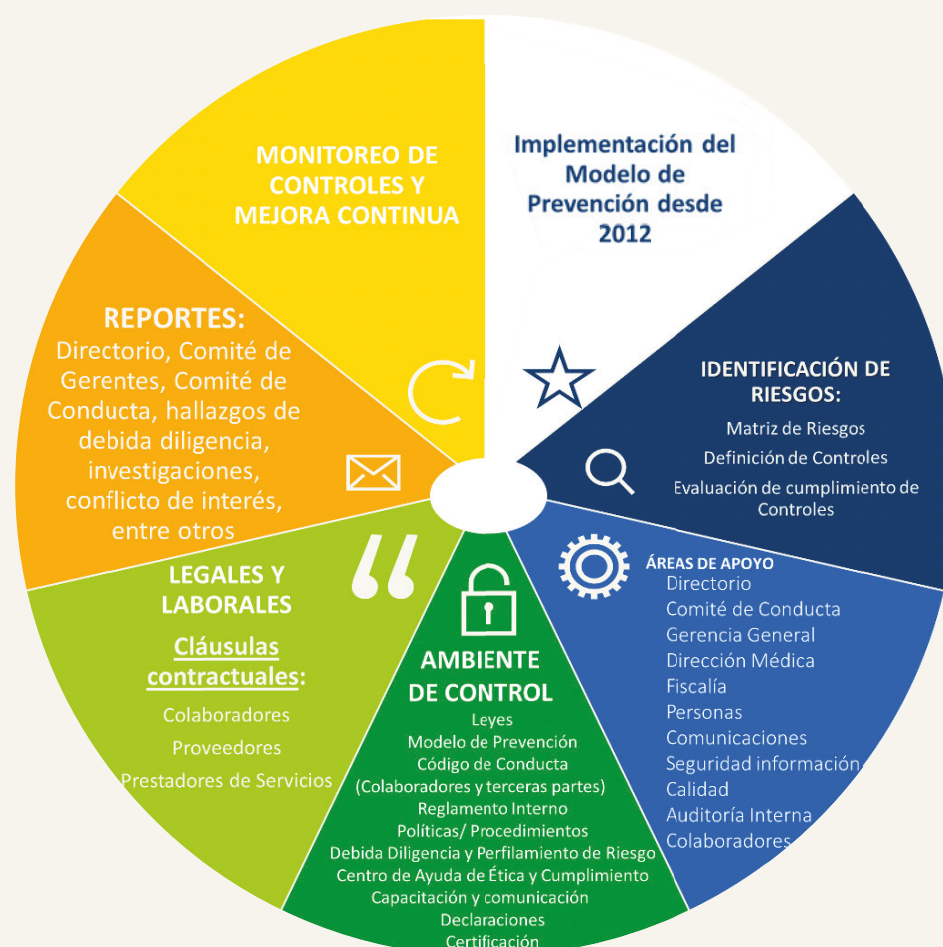 MONITOREO DE
CONTROLES Y
MEJORA CONTINUA
Implementación del
Modelo de
Prevención desde
2012
IDENTIFICACIÓN DE
RIESGOS:
Matriz de Riesgos
Definición de Controles
Evaluación de cumplimiento de
Controles
ÁREAS DE APOYO
Directorio
Comité de Conducta
Gerencia General
Dirección Médica
Fiscalía
Personas
Comunicaciones
Seguridad información
Calidad
Auditoría Interna
Colaboradores
AMBIENTE
DE CONTROL
Leyes
Modelo de Prevención
Código de Conducta
(Colaboradores y terceras partes)
Reglamento Interno
Políticas/ Procedimientos
Debida Diligencia y Perfilamiento de Riesgo
Centro de Ayuda de Ética y Cumplimiento
Capacitación y comunicación
Declaraciones
Certificación
LEGALES Y
LABORALES
Cláusulas
contractuales:
Colaboradores
Proveedores
Prestadores de Servicios
REPORTES:
Directorio, Comité de
Gerentes, Comité de
Conducta, hallazgos de
debida diligencia,
investigaciones,
conflicto de interés,
entre otros